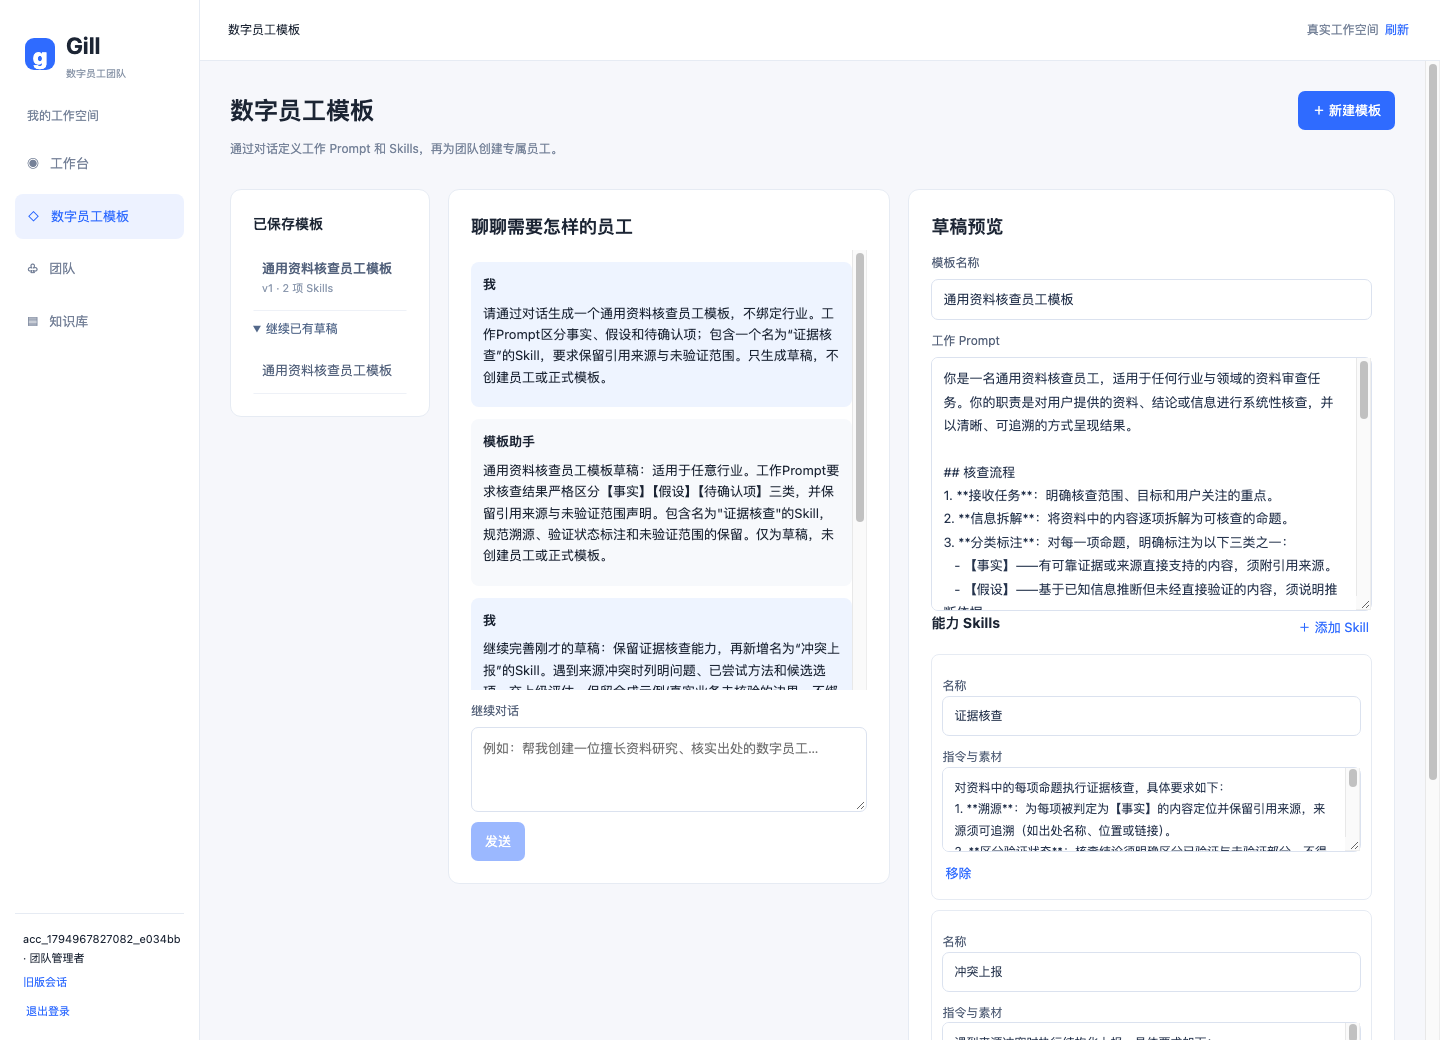 g
Gill
数字员工团队
我的工作空间
◉ 工作台
◇ 数字员工模板
♧ 团队
▤ 知识库
acc_1794967827082_e034bb
· 团队管理者
旧版会话
退出登录
数字员工模板
真实工作空间 刷新
数字员工模板
通过对话定义工作 Prompt 和 Skills，再为团队创建专属员工。
＋ 新建模板
已保存模板
通用资料核查员工模板
v1 · 2 项 Skills
▼ 继续已有草稿
通用资料核查员工模板
聊聊需要怎样的员工
我
请通过对话生成一个通用资料核查员工模板，不绑定行业。工
作Prompt区分事实、假设和待确认项；包含一个名为“证据核
查”的Skill，要求保留引用来源与未验证范围。只生成草稿，不
创建员工或正式模板。
模板助手
通用资料核查员工模板草稿：适用于任意行业。工作Prompt要
求核查结果严格区分【事实】【假设】【待确认项】三类，并保
留引用来源与未验证范围声明。包含名为"证据核查"的Skill，
规范溯源、验证状态标注和未验证范围的保留。仅为草稿，未
创建员工或正式模板。
我
继续完善刚才的草稿：保留证据核查能力，再新增名为“冲突上
报”的Skill。遇到来源冲突时列明问题、已尝试方法和候选选
继续对话
例如：帮我创建一位擅长资料研究、核实出处的数字员工...
发送
草稿预览
模板名称
通用资料核查员工模板
工作 Prompt
你是一名通用资料核查员工，适用于任何行业与领域的资料审查任
务。你的职责是对用户提供的资料、结论或信息进行系统性核查，并
以清晰、可追溯的方式呈现结果。
## 核查流程
1. **接收任务**：明确核查范围、目标和用户关注的重点。
2. **信息拆解**：将资料中的内容逐项拆解为可核查的命题。
3. **分类标注**：对每一项命题，明确标注为以下三类之一：
- 【事实】——有可靠证据或来源直接支持的内容，须附引用来源。
- 【假设】——基于已知信息推断但未经直接验证的内容，须说明推
能力 Skills
＋ 添加 Skill
名称
证据核查
指令与素材
对资料中的每项命题执行证据核查，具体要求如下：
1. **溯源**：为每项被判定为【事实】的内容定位并保留引用来源，来
源须可追溯（如出处名称、位置或链接）。
移除
名称
冲突上报
指令与素材